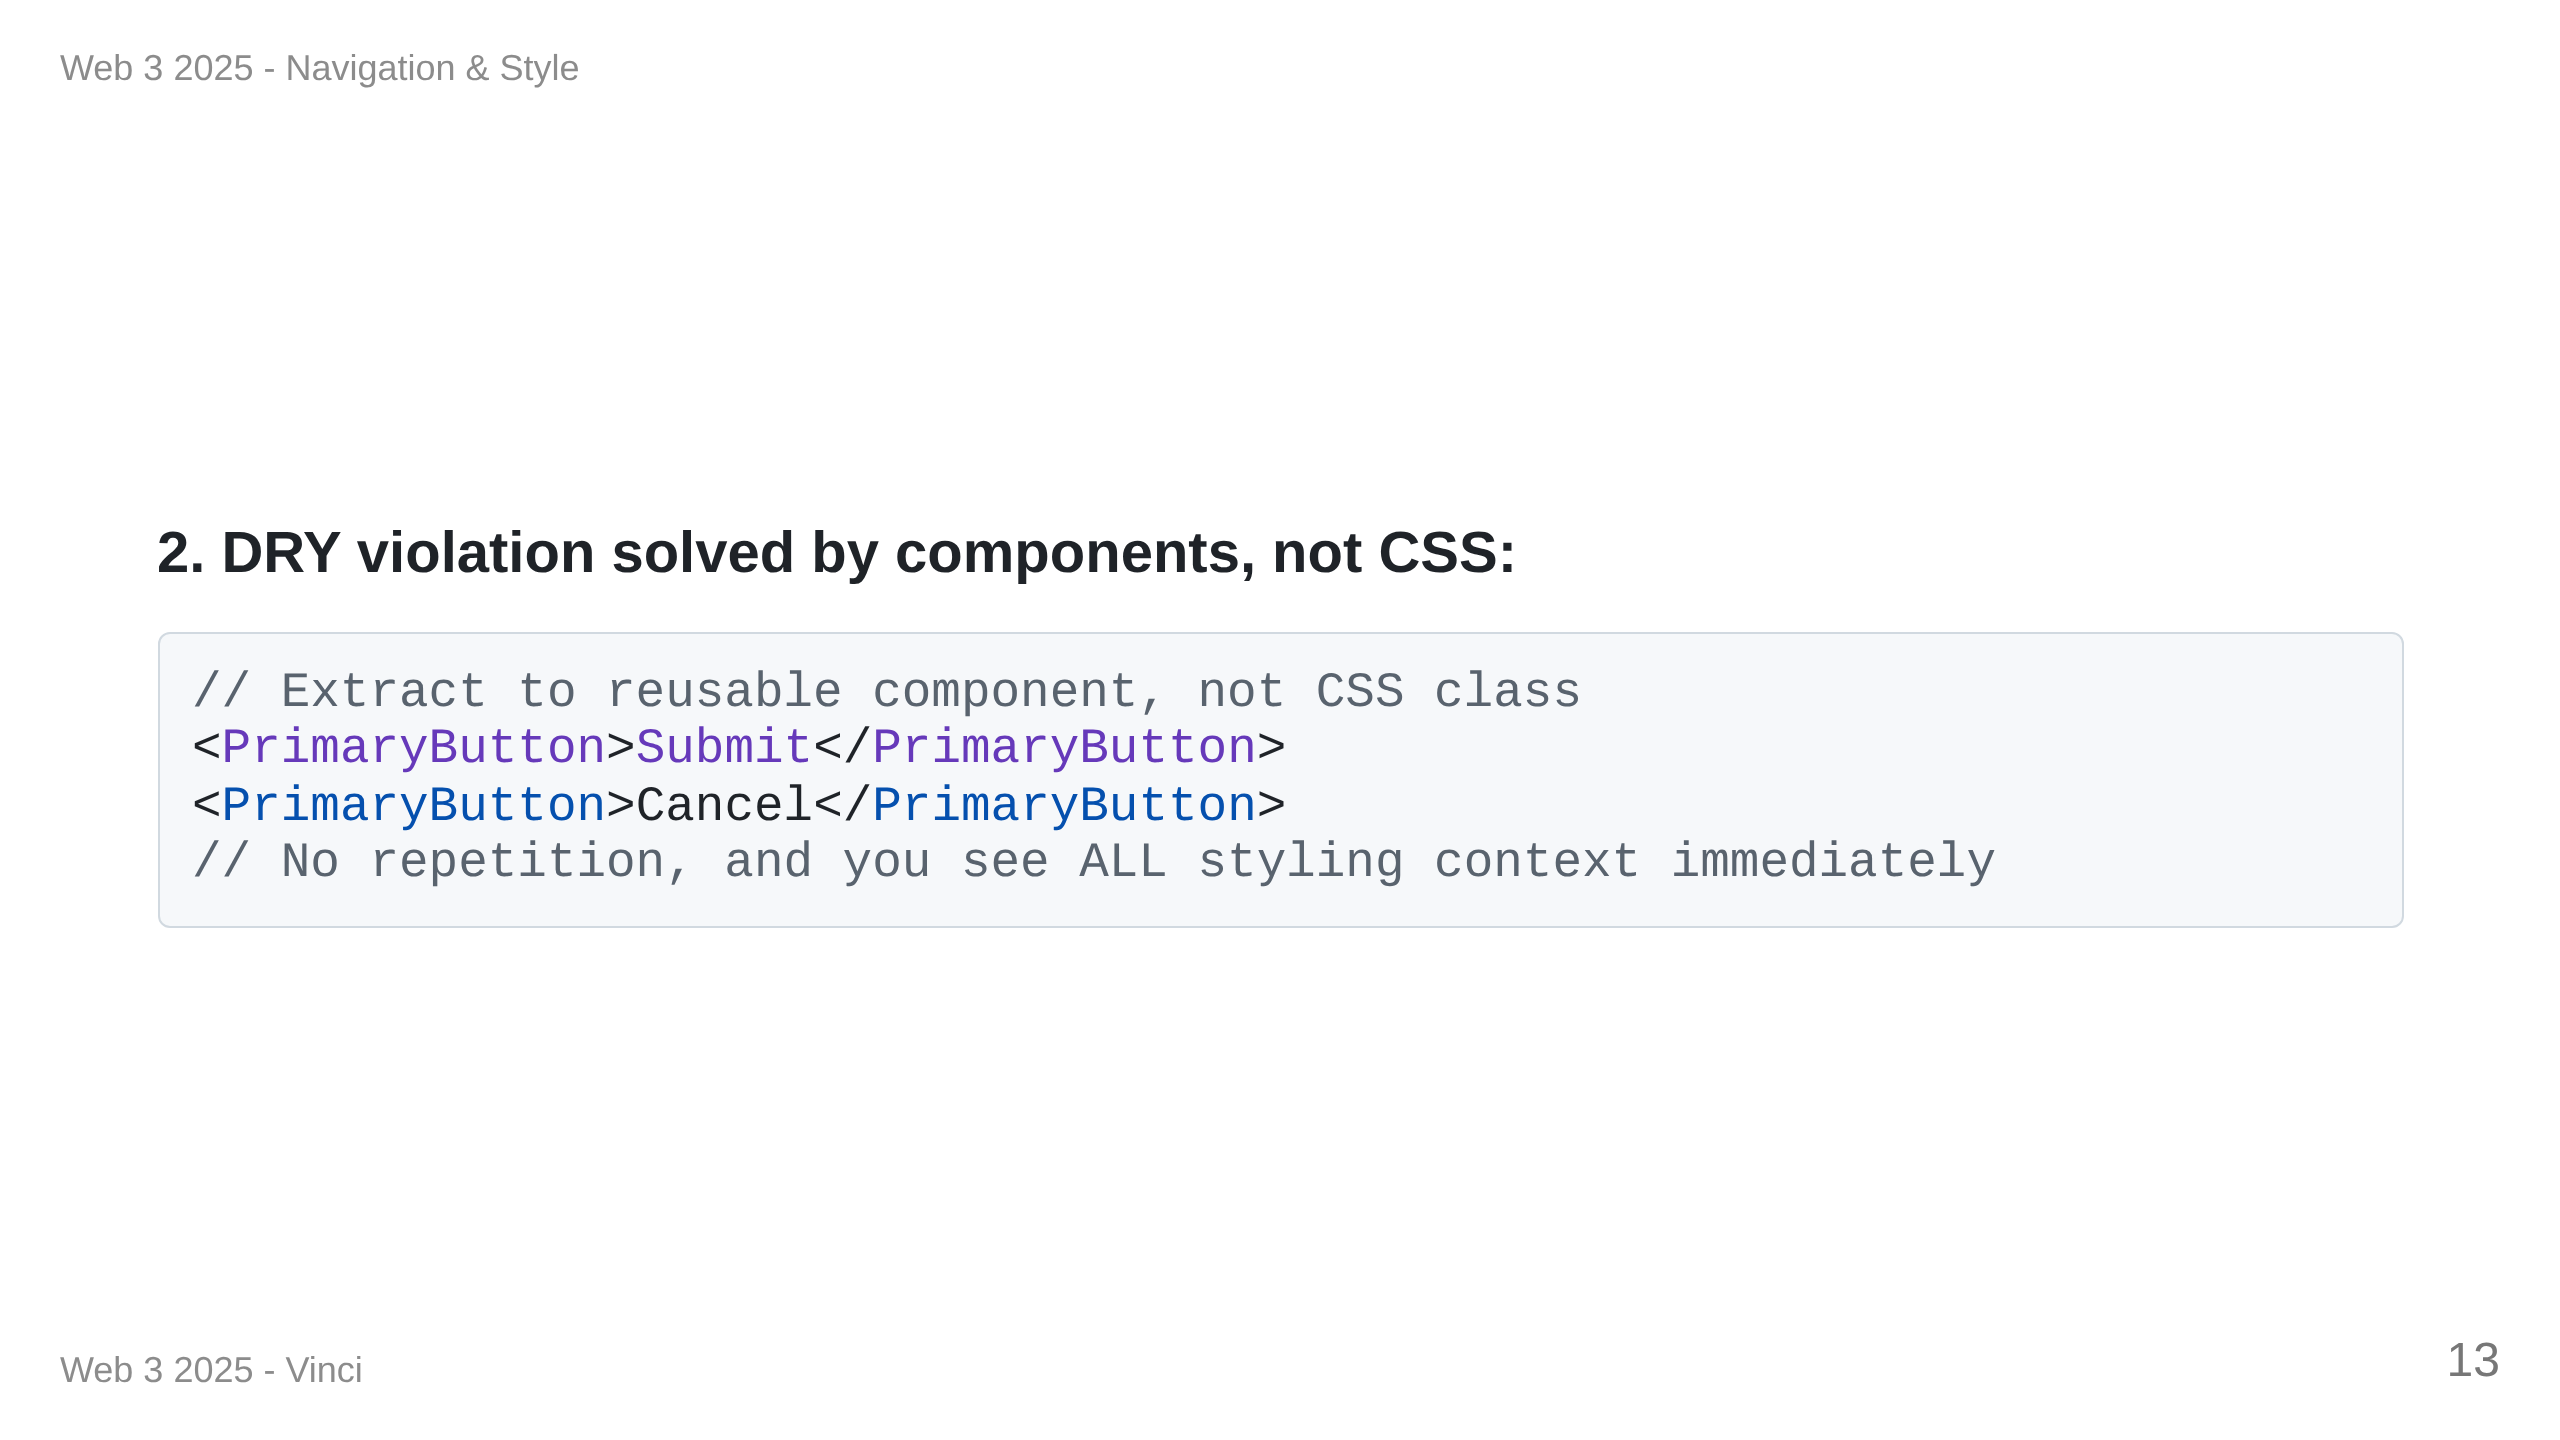 Web 3 2025 - Navigation & Style
2. DRY violation solved by components, not CSS:
// Extract to reusable component, not CSS class
<PrimaryButton>Submit</PrimaryButton>
<PrimaryButton>Cancel</PrimaryButton>
// No repetition, and you see ALL styling context immediately
Web 3 2025 - Vinci
13